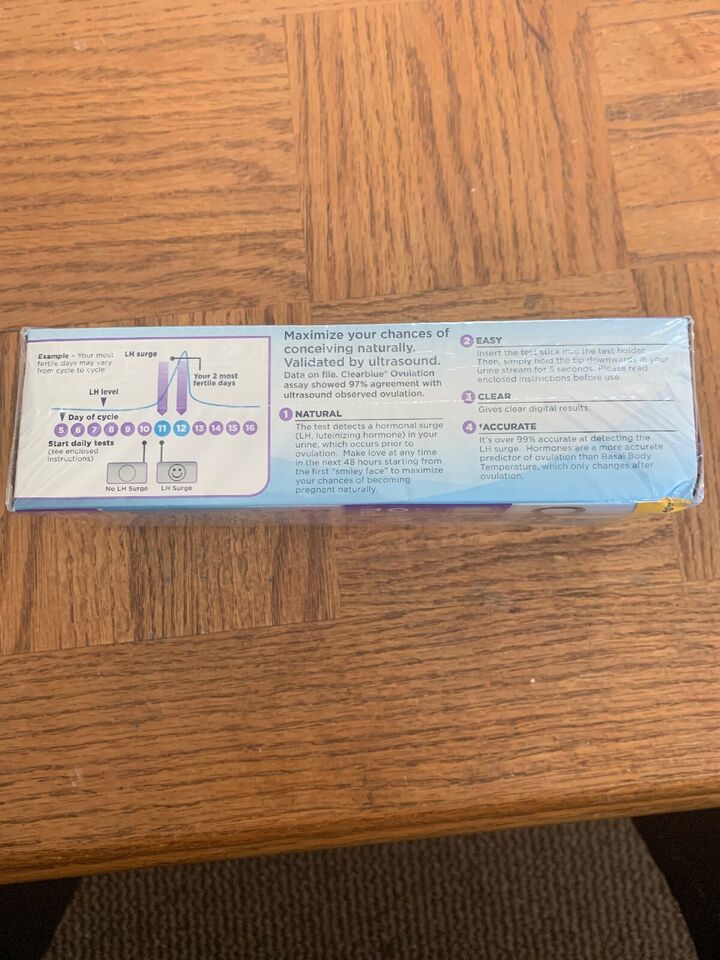 Example - Your most
fertile days may vary
from cycle to cycle
LH surge
Your 2 most
fertile days
LH level
Day of cycle
5 6 7 8 9 10 11 12 13 14 15 16
Start daily tests
(see enclosed
instructions)
No LH Surge
LH Surge
Maximize your chances of
conceiving naturally.
Validated by ultrasound.
Data on file. Clearblue® Ovulation
assay showed 97% agreement with
ultrasound observed ovulation.
1 NATURAL
The test detects a hormonal surge
(LH, luteinizing hormone) in your
urine, which occurs prior to
ovulation. Make love at any time
in the next 48 hours starting from
the first "smiley face" to maximize
your chances of becoming
pregnant naturally.
2 EASY
Insert the test stick into the test holder.
Then, simply hold the tip downwards in your
urine stream for 5 seconds. Please read
enclosed instructions before use.
3 CLEAR
Gives clear digital results.
4 †ACCURATE
It's over 99% accurate at detecting the
LH surge. Hormones are a more accurate
predictor of ovulation than Basal Body
Temperature, which only changes after
ovulation.